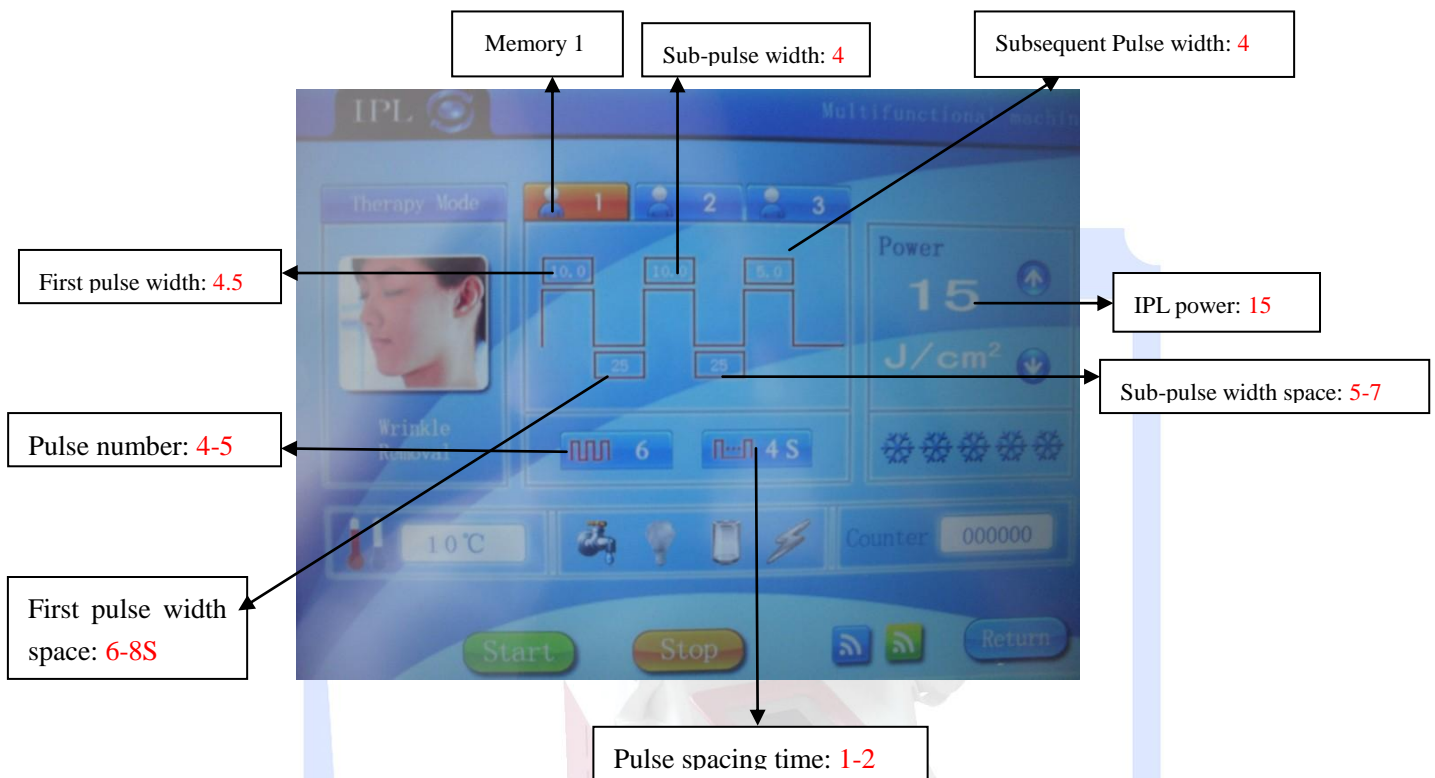 Memory 1
Sub-pulse width: 4
Subsequent Pulse width: 4
IPL
Multifunctional machin
Therapy Mode
1
2
3
First pulse width: 4.5
10.0
10.0
5.0
Power
15
IPL power: 15
J/cm²
25
25
Sub-pulse width space: 5-7
Pulse number: 4-5
Wrinkle
Removal
6
4 S
10℃
Counter
000000
First pulse width
space: 6-8S
Start
Stop
Return
Pulse spacing time: 1-2